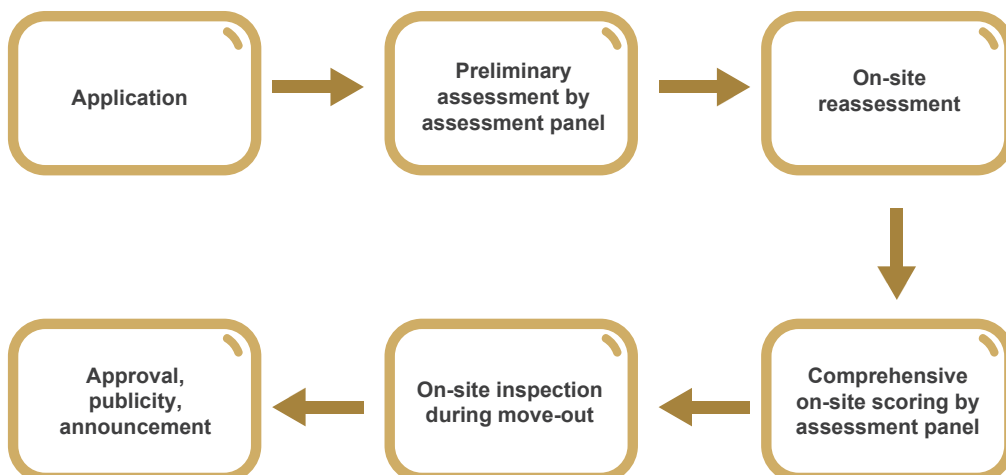 Application
Preliminary
assessment by
assessment panel
On-site
reassessment
Comprehensive
on-site scoring by
assessment panel
On-site inspection
during move-out
Approval,
publicity,
announcement